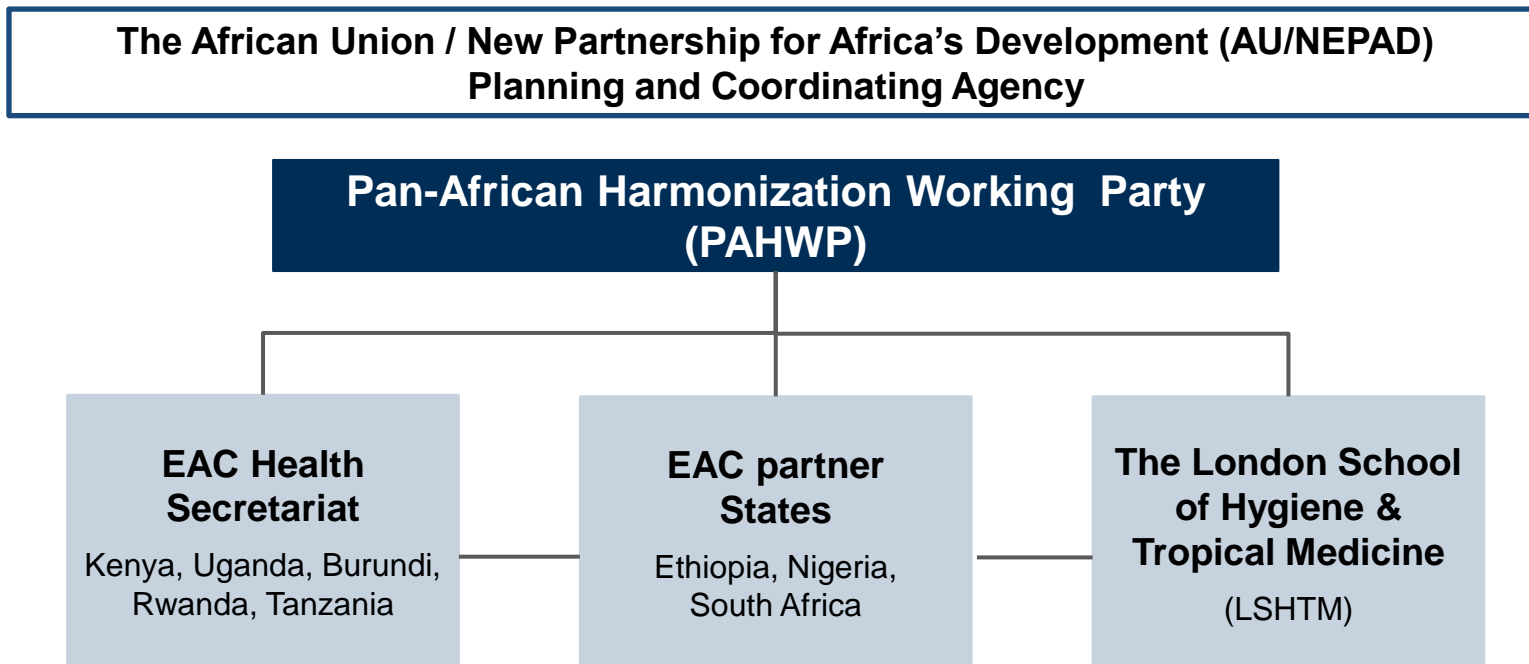 The African Union / New Partnership for Africa’s Development (AU/NEPAD)
Planning and Coordinating Agency
Pan-African Harmonization Working Party
(PAHWP)
EAC Health
Secretariat
Kenya, Uganda, Burundi,
Rwanda, Tanzania
EAC partner
States
Ethiopia, Nigeria,
South Africa
The London School
of Hygiene &
Tropical Medicine
(LSHTM)